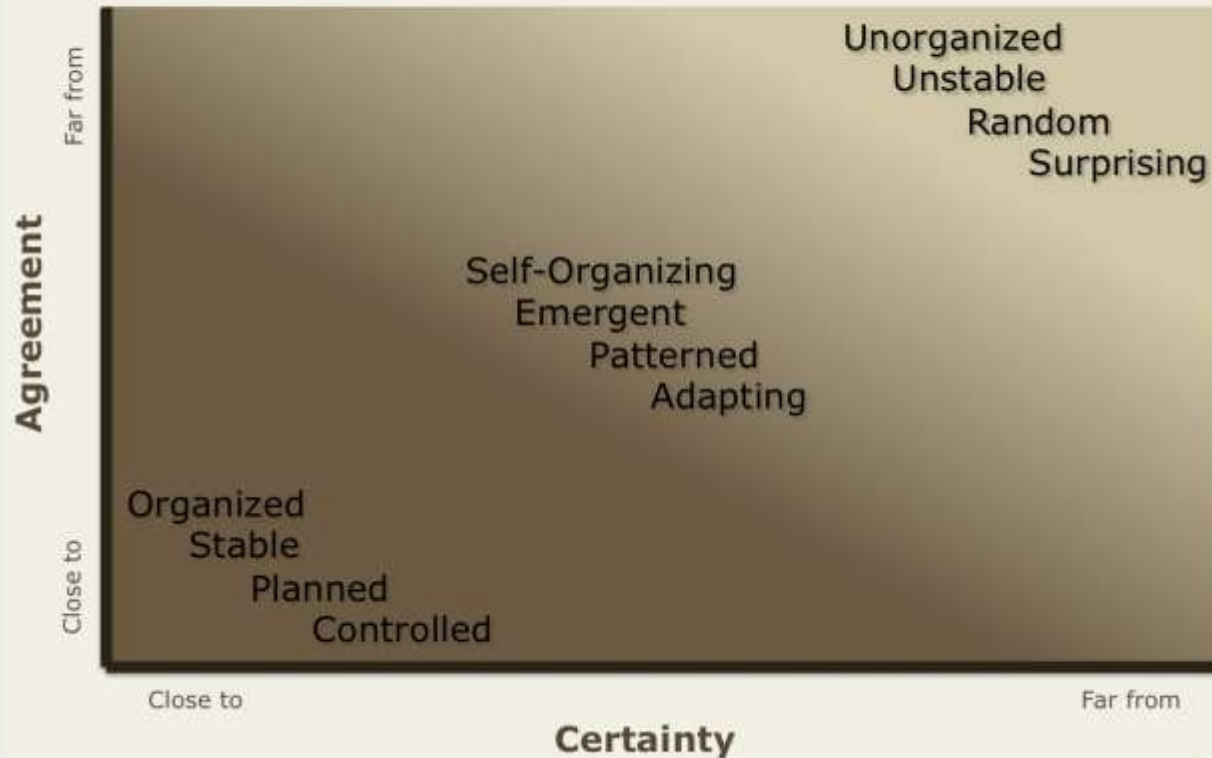 Far from
Unorganized
Unstable
Random
Surprising
Agreement
Self-Organizing
Emergent
Patterned
Adapting
Close to
Organized
Stable
Planned
Controlled
Close to
Far from
Certainty